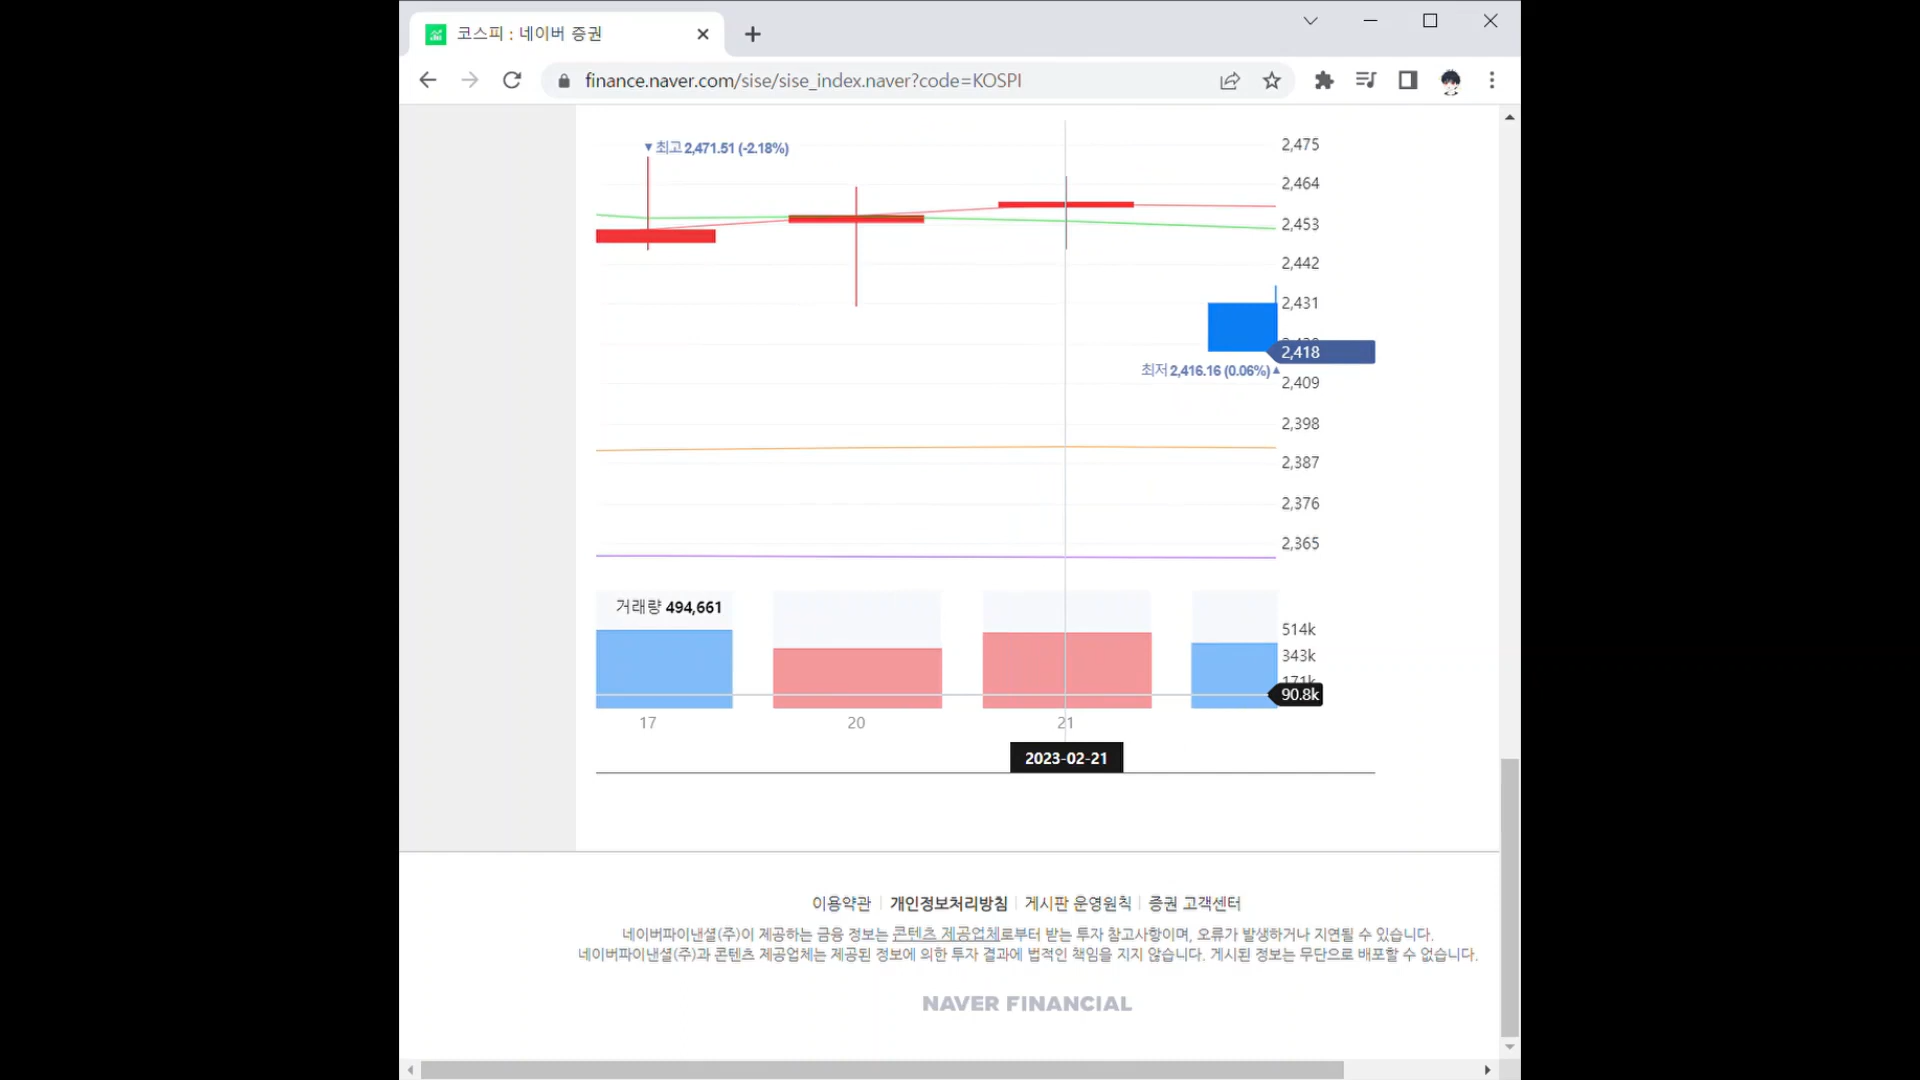 코스피 : 네이버 증권
finance.naver.com/sise/sise_index.naver?code=KOSPI
▼최고 2,471.51 (-2.18%)
2,475
2,464
2,453
2,442
2,431
2,418
최저 2,416.16 (0.06%)▲
2,409
2,398
2,387
2,376
2,365
거래량 494,661
514k
343k
171k
90.8k
17 20 21
2023-02-21
이용약관 개인정보처리방침 게시판 운영원칙 증권 고객센터
네이버파이낸셜(주)이 제공하는 금융 정보는 콘텐츠 제공업체로부터 받는 투자 참고사항이며, 오류가 발생하거나 지연될 수 있습니다.
네이버파이낸셜(주)과 콘텐츠 제공업체는 제공된 정보에 의한 투자 결과에 법적인 책임을 지지 않습니다. 게시된 정보는 무단으로 배포할 수 없습니다.
NAVER FINANCIAL